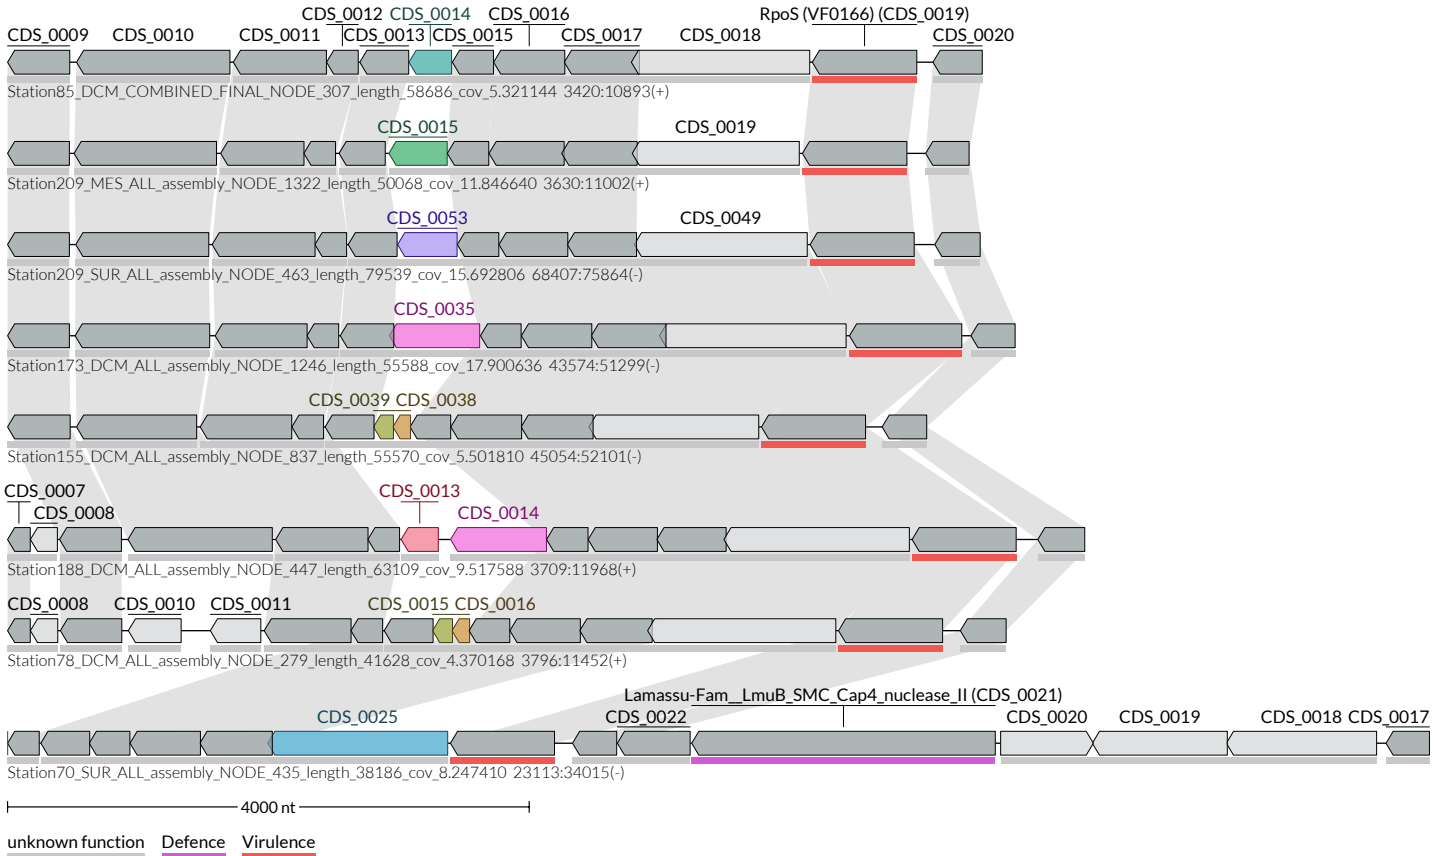 CDS_0012 CDS_0014 CDS_0016 RpoS (VF0166) (CDS_0019)
CDS_0009 CDS_0010 CDS_0011 CDS_0013 CDS_0015 CDS_0017 CDS_0018 CDS_0020
Station85_DCM_COMBINED_FINAL_NODE_307_length_58686_cov_5.321144 3420:10893(+)
CDS_0015 CDS_0019
Station209_MES_ALL_assembly_NODE_1322_length_50068_cov_11.846640 3630:11002(+)
CDS_0053 CDS_0049
Station209_SUR_ALL_assembly_NODE_463_length_79539_cov_15.692806 68407:75864(-)
CDS_0035
Station173_DCM_ALL_assembly_NODE_1246_length_55588_cov_17.900636 43574:51299(-)
CDS_0039 CDS_0038
Station155_DCM_ALL_assembly_NODE_837_length_55570_cov_5.501810 45054:52101(-)
CDS_0007 CDS_0013
CDS_0008 CDS_0014
Station188_DCM_ALL_assembly_NODE_447_length_63109_cov_9.517588 3709:11968(+)
CDS_0008 CDS_0010 CDS_0011 CDS_0015 CDS_0016
Station78_DCM_ALL_assembly_NODE_279_length_41628_cov_4.370168 3796:11452(+)
Lamassu-Fam__LmuB_SMC_Cap4_nuclease_II (CDS_0021)
CDS_0025 CDS_0022 CDS_0020 CDS_0019 CDS_0018 CDS_0017
Station70_SUR_ALL_assembly_NODE_435_length_38186_cov_8.247410 23113:34015(-)
4000 nt
unknown function Defence Virulence